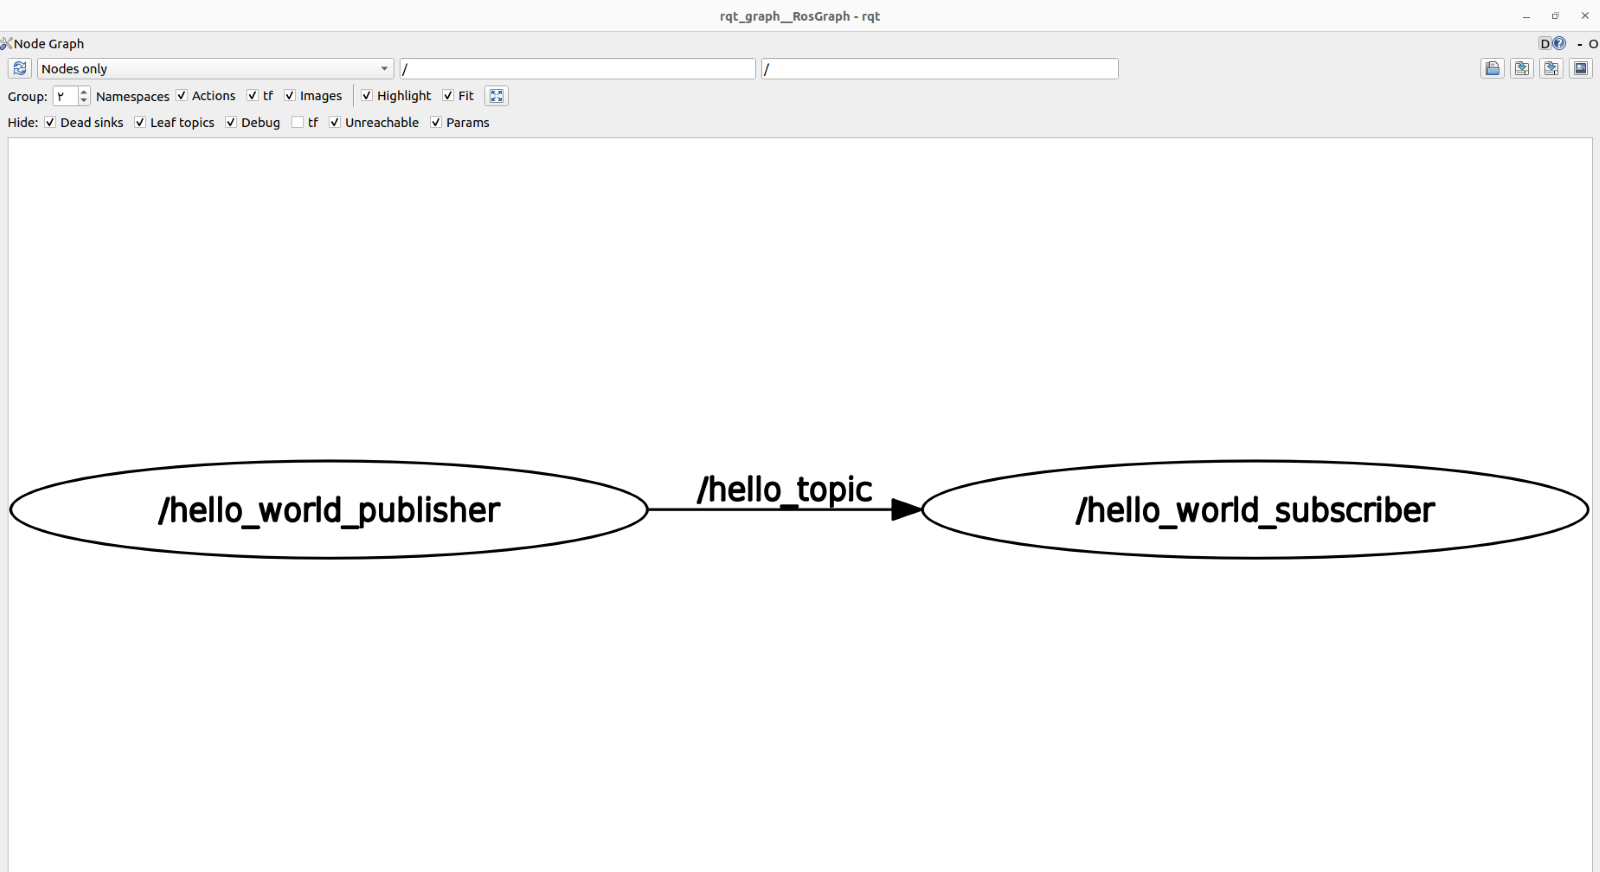 rqt_graph__RosGraph - rqt
Node Graph D - O
Nodes only / /
Group: ٢ Namespaces Actions tf Images Highlight Fit
Hide: Dead sinks Leaf topics Debug tf Unreachable Params
/hello_world_publisher /hello_topic /hello_world_subscriber